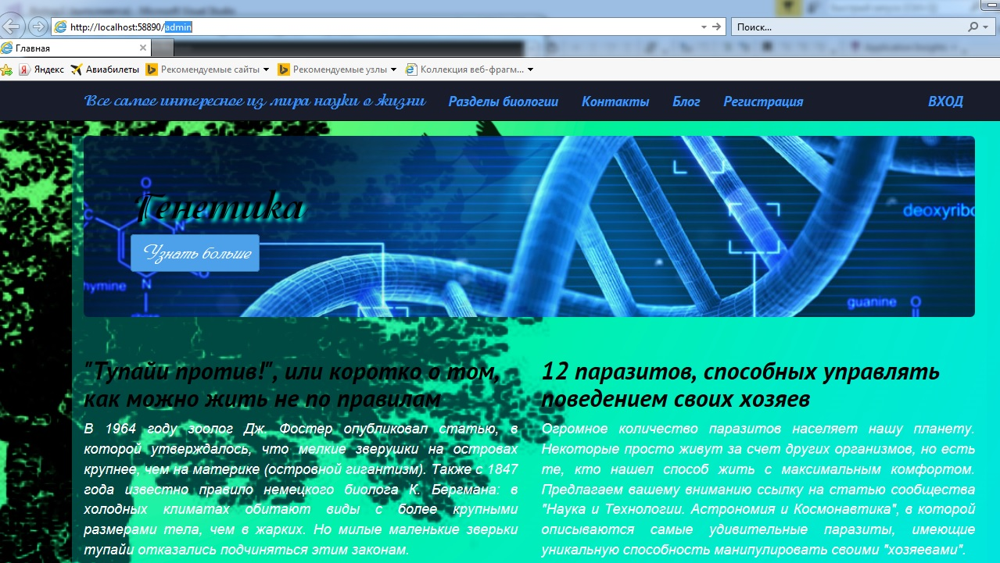 http://localhost:58890/admin
Поиск...
Главная
Яндекс Авиабилеты Рекомендуемые сайты Рекомендуемые узлы Коллекция веб-фрагм...
Все самое интересное из мира науки о жизни Разделы биологии Контакты Блог Регистрация ВХОД
Генетика
Узнать больше
O
N
O
N
hymine
deoxyribo
guanine
O
"Тупайи против!", или коротко о том,
как можно жить не по правилам
В 1964 году зоолог Дж. Фостер опубликовал статью, в
которой утверждалось, что мелкие зверушки на островах
крупнее, чем на материке (островной гигантизм). Также с 1847
года известно правило немецкого биолога К. Бергмана: в
холодных климатах обитают виды с более крупными
размерами тела, чем в жарких. Но милые маленькие зверьки
тупайи отказались подчиняться этим законам.
12 паразитов, способных управлять
поведением своих хозяев
Огромное количество паразитов населяет нашу планету.
Некоторые просто живут за счет других организмов, но есть
те, кто нашел способ жить с максимальным комфортом.
Предлагаем вашему вниманию ссылку на статью сообщества
"Наука и Технологии. Астрономия и Космонавтика", в которой
описываются самые удивительные паразиты, имеющие
уникальную способность манипулировать своими "хозяевами".